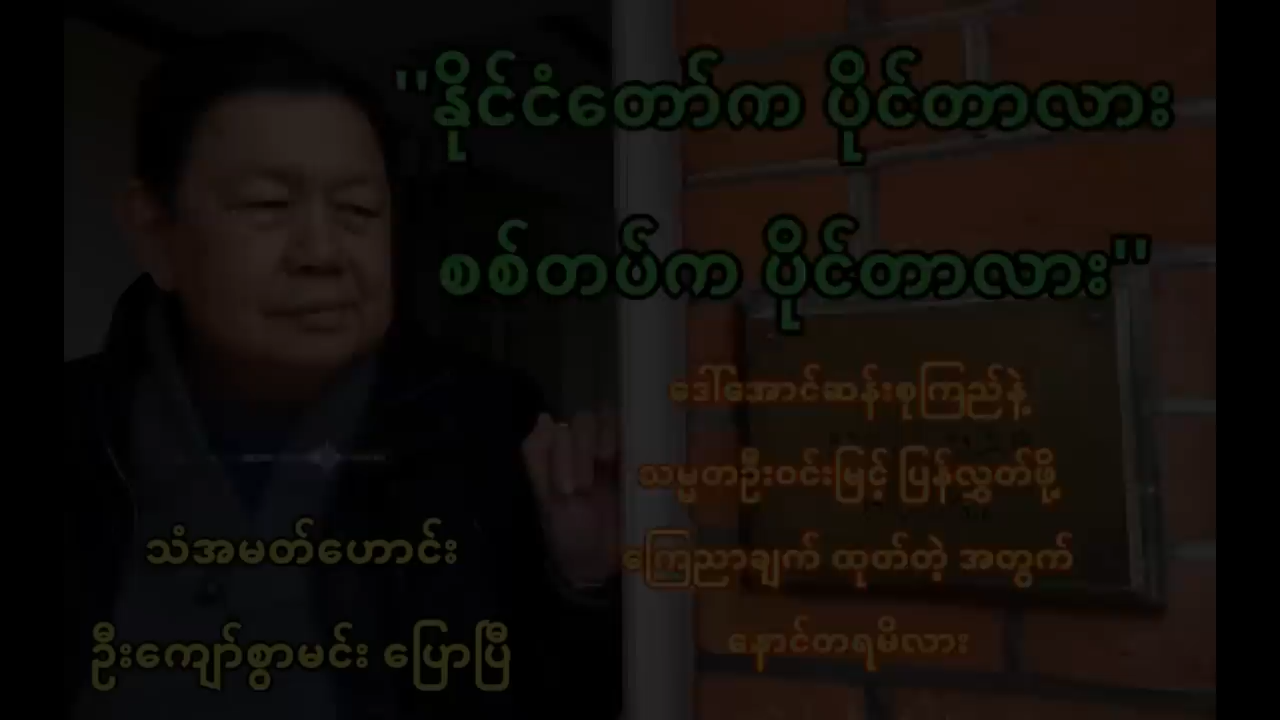 "နိုင်ငံတော်က ပိုင်တာလား
စစ်တပ်က ပိုင်တာလား"
ဒေါ်အောင်ဆန်းစုကြည်နဲ့
သမ္မတဦးဝင်းမြင့် ပြန်လွှတ်ဖို့
ကြေညာချက် ထုတ်တဲ့ အတွက်
နောင်တရမိလား
သံအမတ်ဟောင်း
ဦးကျော်စွာမင်း ပြောပြီ